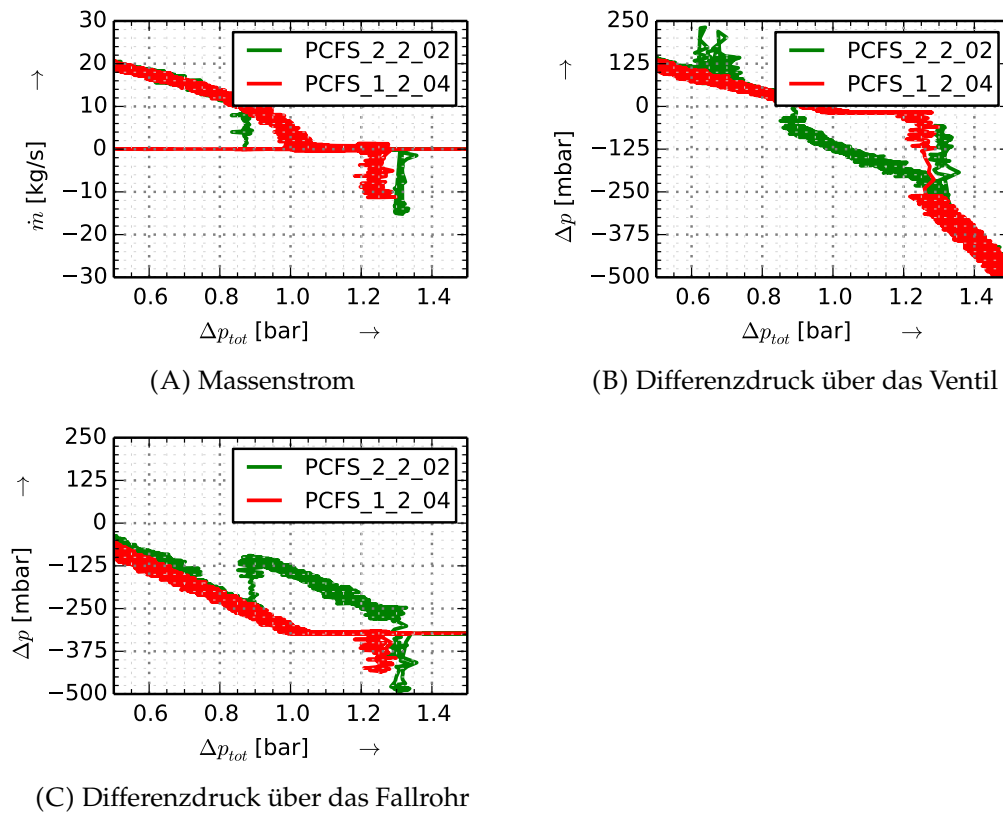 30
20
10
0
−10
−20
−30
ṁ [kg/s] →
PCFS_2_2_02
PCFS_1_2_04
0.6 0.8 1.0 1.2 1.4
Δp_tot [bar] →
(A) Massenstrom
250
125
0
−125
−250
−375
−500
Δp [mbar] →
PCFS_2_2_02
PCFS_1_2_04
0.6 0.8 1.0 1.2 1.4
Δp_tot [bar] →
(B) Differenzdruck über das Ventil
250
125
0
−125
−250
−375
−500
Δp [mbar] →
PCFS_2_2_02
PCFS_1_2_04
0.6 0.8 1.0 1.2 1.4
Δp_tot [bar] →
(C) Differenzdruck über das Fallrohr